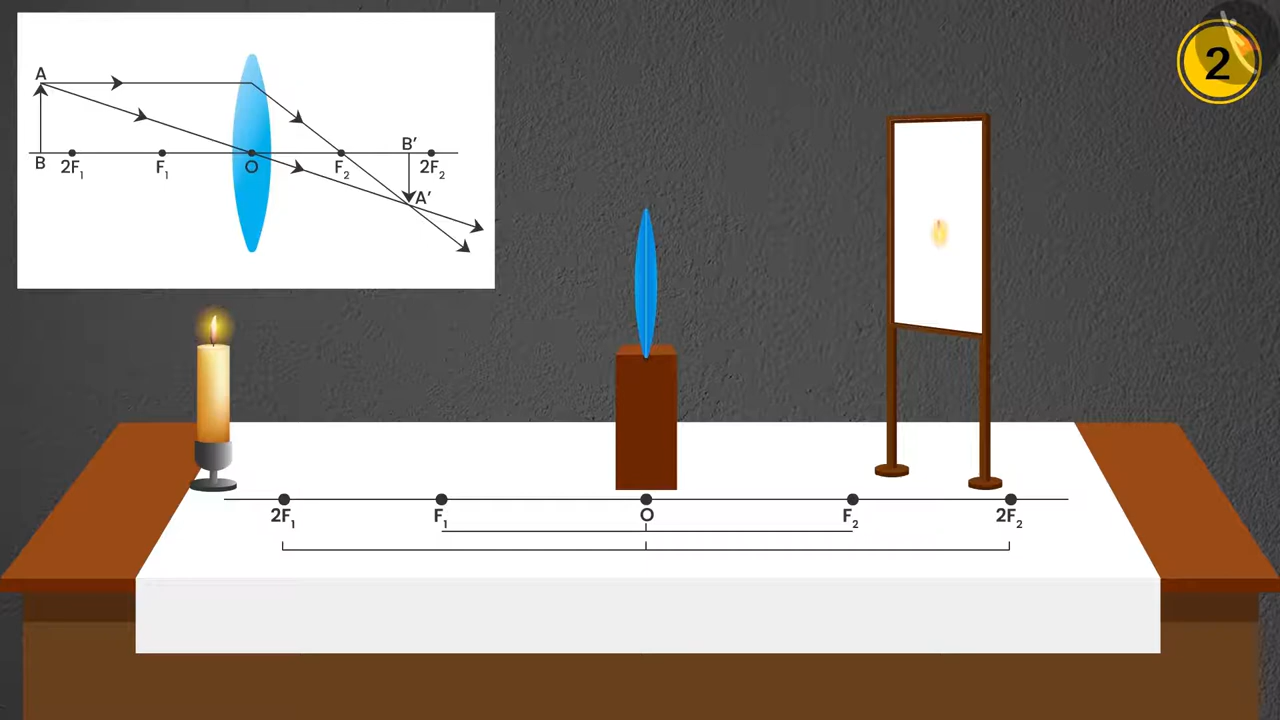 2
A
B'
B 2F₁ F₁ O F₂ 2F₂
A'
2F₁ F₁ O F₂ 2F₂